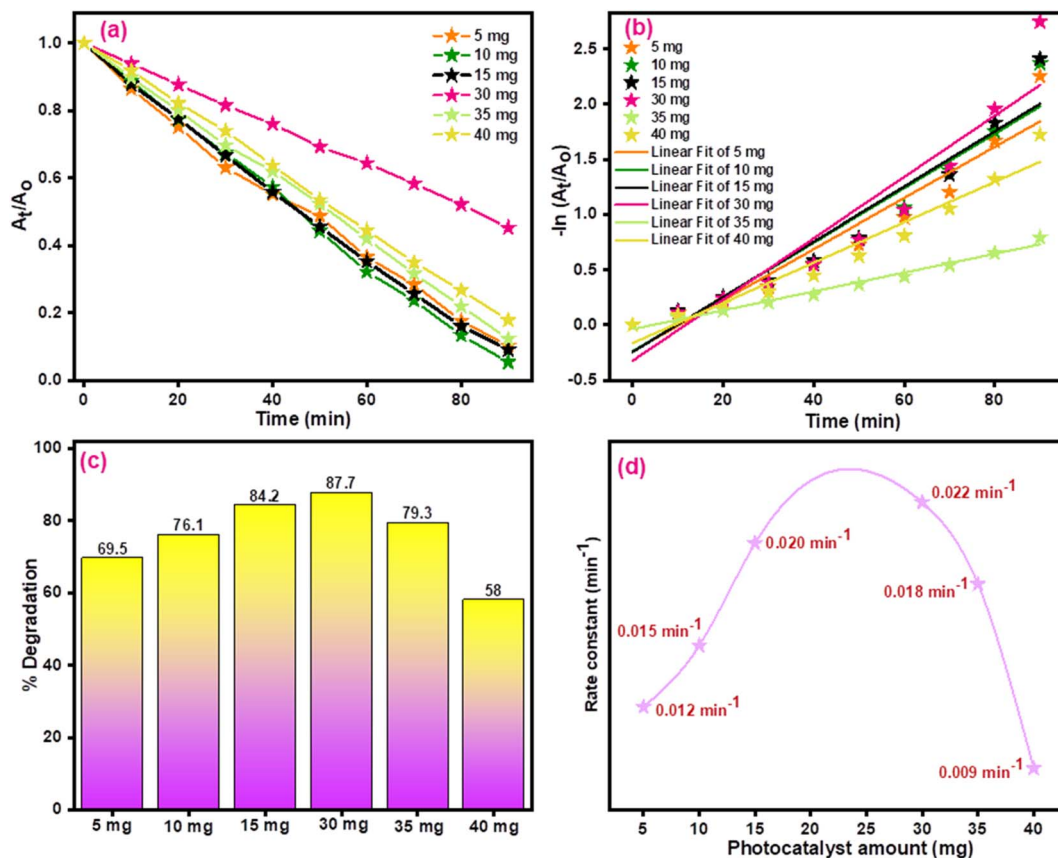 (a)
5 mg
10 mg
15 mg
30 mg
35 mg
40 mg
1.0
0.8
0.6
0.4
0.2
0.0
Aₜ/Aₒ
0
20
40
60
80
Time (min)
(b)
5 mg
10 mg
15 mg
30 mg
35 mg
40 mg
Linear Fit of 5 mg
Linear Fit of 10 mg
Linear Fit of 15 mg
Linear Fit of 30 mg
Linear Fit of 35 mg
Linear Fit of 40 mg
2.5
2.0
1.5
1.0
0.5
0.0
-0.5
-ln (Aₜ/Aₒ)
0
20
40
60
80
Time (min)
(c)
100
80
60
40
20
0
% Degradation
69.5
76.1
84.2
87.7
79.3
58
5 mg
10 mg
15 mg
30 mg
35 mg
40 mg
(d)
Rate constant (min⁻¹)
0.012 min⁻¹
0.015 min⁻¹
0.020 min⁻¹
0.022 min⁻¹
0.018 min⁻¹
0.009 min⁻¹
5
10
15
20
25
30
35
40
Photocatalyst amount (mg)